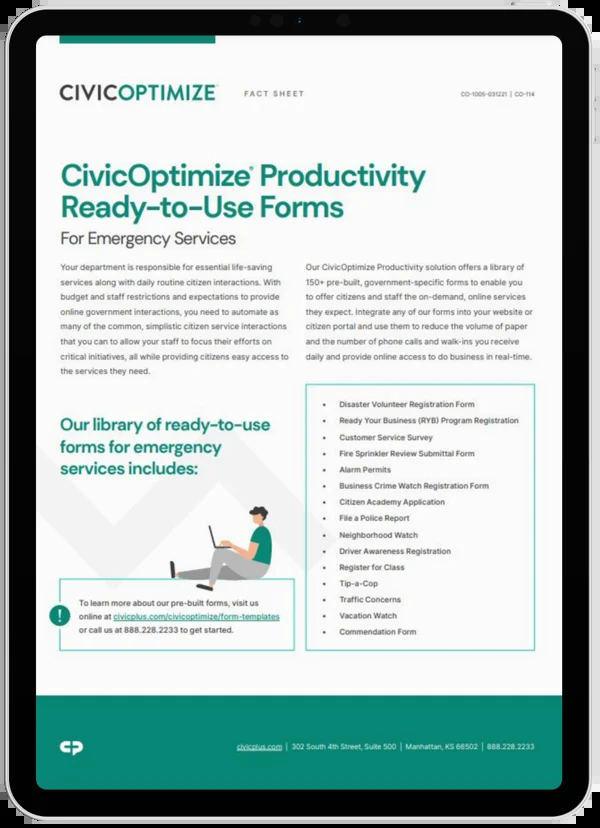 CIVICOPTIMIZE
FACT SHEET
CO-1005-031221 | CO-114
CivicOptimize® Productivity
Ready-to-Use Forms
For Emergency Services
Your department is responsible for essential life-saving
services along with daily routine citizen interactions. With
budget and staff restrictions and expectations to provide
online government interactions, you need to automate as
many of the common, simplistic citizen service interactions
that you can to allow your staff to focus their efforts on
critical initiatives, all while providing citizens easy access to
the services they need.
Our CivicOptimize Productivity solution offers a library of
150+ pre-built, government-specific forms to enable you
to offer citizens and staff the on-demand, online services
they expect. Integrate any of our forms into your website or
citizen portal and use them to reduce the volume of paper
and the number of phone calls and walk-ins you receive
daily and provide online access to do business in real-time.
Our library of ready-to-use
forms for emergency
services includes:
• Disaster Volunteer Registration Form
• Ready Your Business (RYB) Program Registration
• Customer Service Survey
• Fire Sprinkler Review Submittal Form
• Alarm Permits
• Business Crime Watch Registration Form
• Citizen Academy Application
• File a Police Report
• Neighborhood Watch
• Driver Awareness Registration
• Register for Class
• Tip-a-Cop
• Traffic Concerns
• Vacation Watch
• Commendation Form
!
To learn more about our pre-built forms, visit us
online at civicplus.com/civicoptimize/form-templates
or call us at 888.228.2233 to get started.
civicplus.com | 302 South 4th Street, Suite 500 | Manhattan, KS 66502 | 888.228.2233